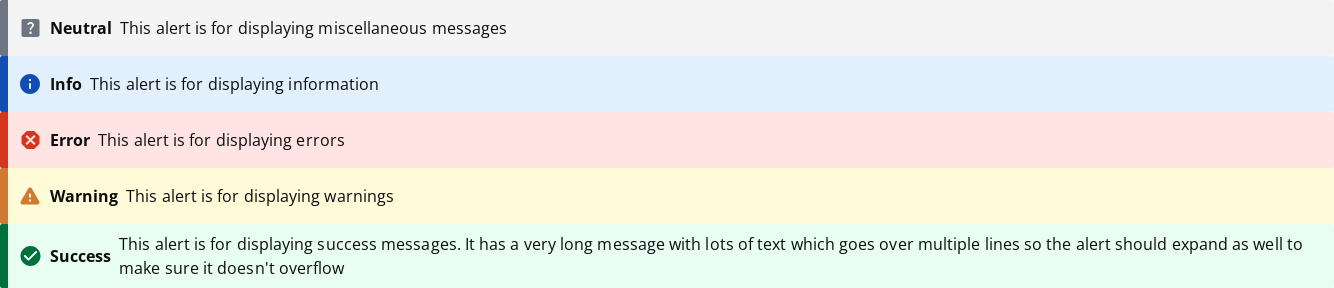 Neutral This alert is for displaying miscellaneous messages
Info This alert is for displaying information
Error This alert is for displaying errors
Warning This alert is for displaying warnings
Success This alert is for displaying success messages. It has a very long message with lots of text which goes over multiple lines so the alert should expand as well to
make sure it doesn't overflow